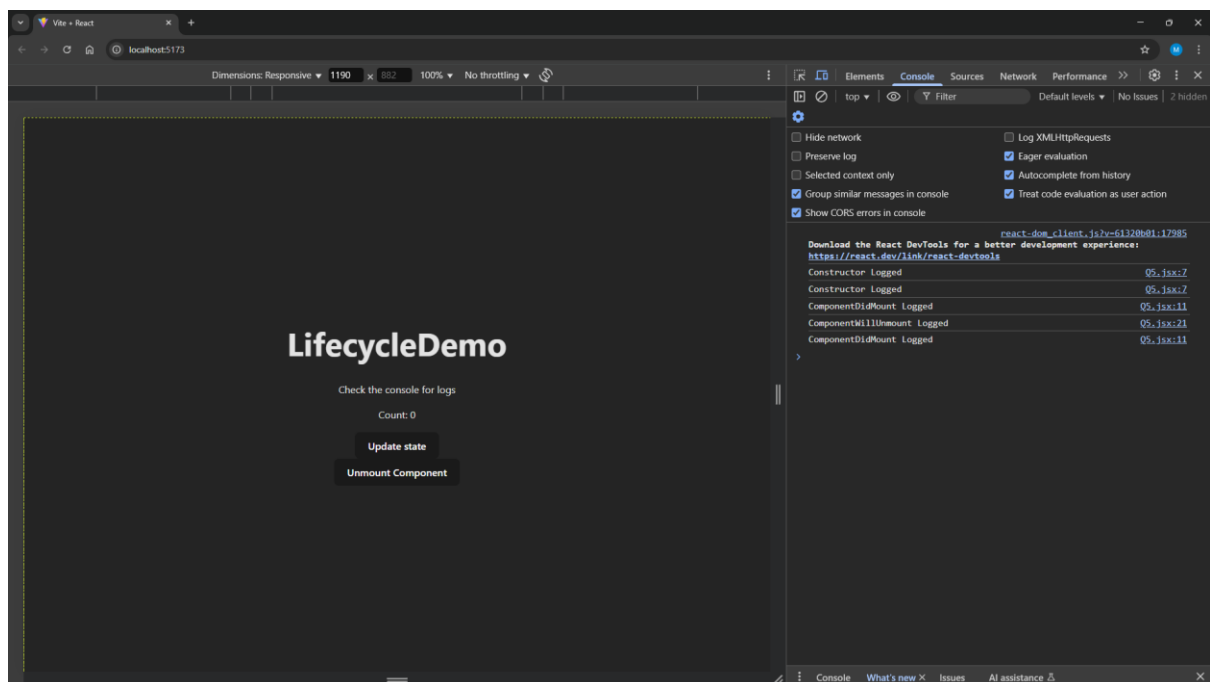 Vite + React
localhost:5173
Dimensions: Responsive 1190 x 882 100% No throttling
Elements Console Sources Network Performance
top Filter Default levels No Issues 2 hidden
Hide network Log XMLHttpRequests
Preserve log Eager evaluation
Selected context only Autocomplete from history
Group similar messages in console Treat code evaluation as user action
Show CORS errors in console
react-dom_client.js?v=61320b01:17985
Download the React DevTools for a better development experience:
https://react.dev/link/react-devtools
Constructor Logged Q5.jsx:7
Constructor Logged Q5.jsx:7
ComponentDidMount Logged Q5.jsx:11
ComponentWillUnmount Logged Q5.jsx:21
ComponentDidMount Logged Q5.jsx:11
LifecycleDemo
Check the console for logs
Count: 0
Update state
Unmount Component
Console What's new Issues AI assistance